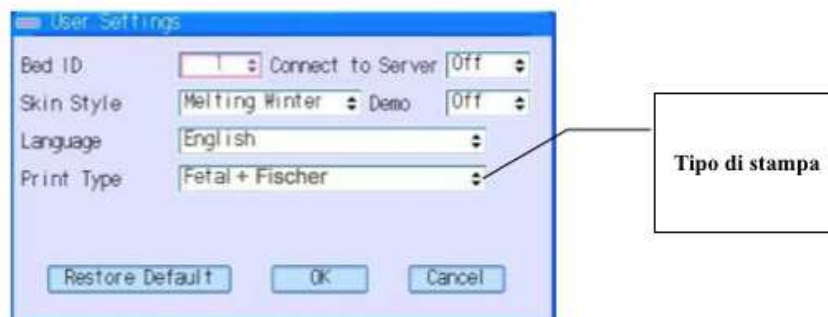 User Settings
Bed ID 1 Connect to Server Off
Skin Style Melting Winter Demo Off
Language English
Print Type Fetal + Fischer
Tipo di stampa
Restore Default OK Cancel